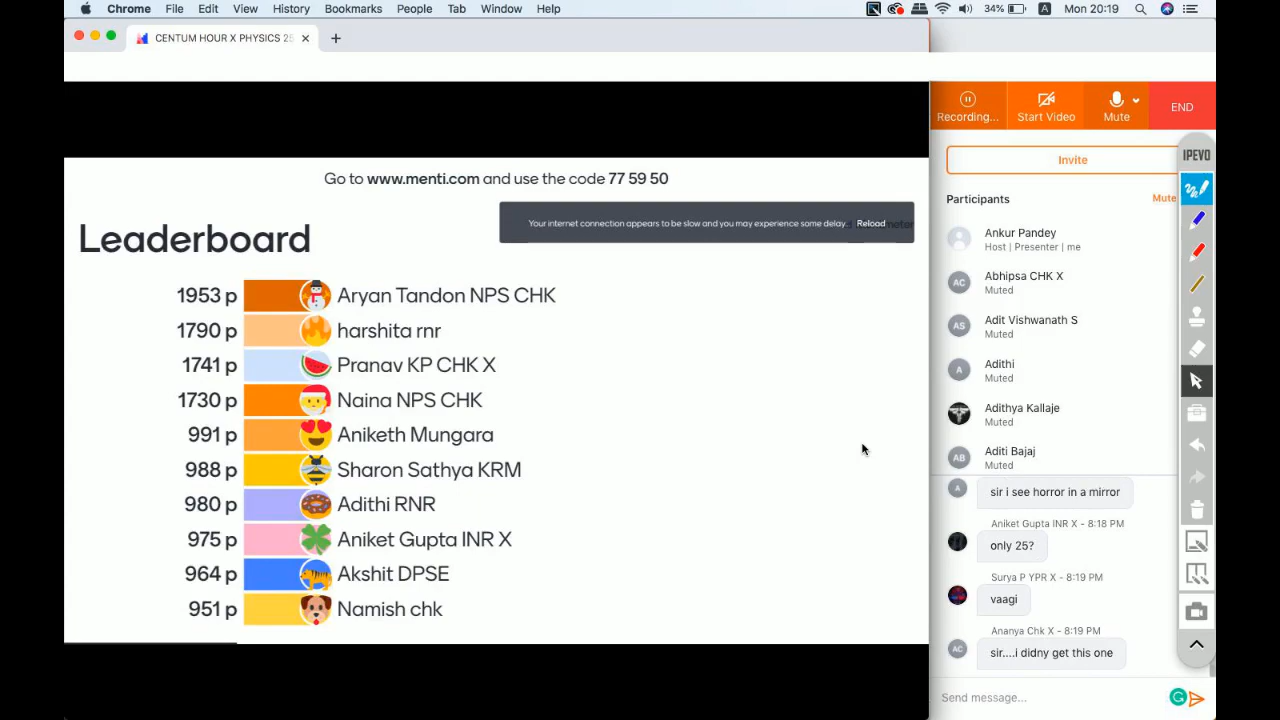 Chrome File Edit View History Bookmarks People Tab Window Help
34% A Mon 20:19
CENTUM HOUR X PHYSICS 25
Recording...
Start Video
Mute
END
Go to www.menti.com and use the code 77 59 50
Your internet connection appears to be slow and you may experience some delay. Reload
Leaderboard
1953 p Aryan Tandon NPS CHK
1790 p harshita rnr
1741 p Pranav KP CHK X
1730 p Naina NPS CHK
991 p Aniketh Mungara
988 p Sharon Sathya KRM
980 p Adithi RNR
975 p Aniket Gupta INR X
964 p Akshit DPSE
951 p Namish chk
Invite
IPEVO
Participants
Mute
Ankur Pandey
Host | Presenter | me
AC Abhipsa CHK X
Muted
AS Adit Vishwanath S
Muted
A Adithi
Muted
Adithya Kallaje
Muted
AB Aditi Bajaj
Muted
A sir i see horror in a mirror
Aniket Gupta INR X - 8:18 PM
only 25?
Surya P YPR X - 8:19 PM
vaagi
Ananya Chk X - 8:19 PM
AC sir....i didny get this one
Send message...